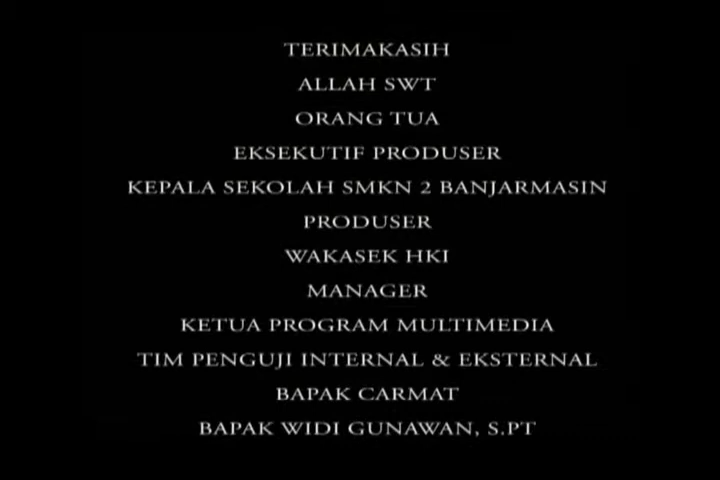 TERIMAKASIH
ALLAH SWT
ORANG TUA
EKSEKUTIF PRODUSER
KEPALA SEKOLAH SMKN 2 BANJARMASIN
PRODUSER
WAKASEK HKI
MANAGER
KETUA PROGRAM MULTIMEDIA
TIM PENGUJI INTERNAL & EKSTERNAL
BAPAK CARMAT
BAPAK WIDI GUNAWAN, S.PT